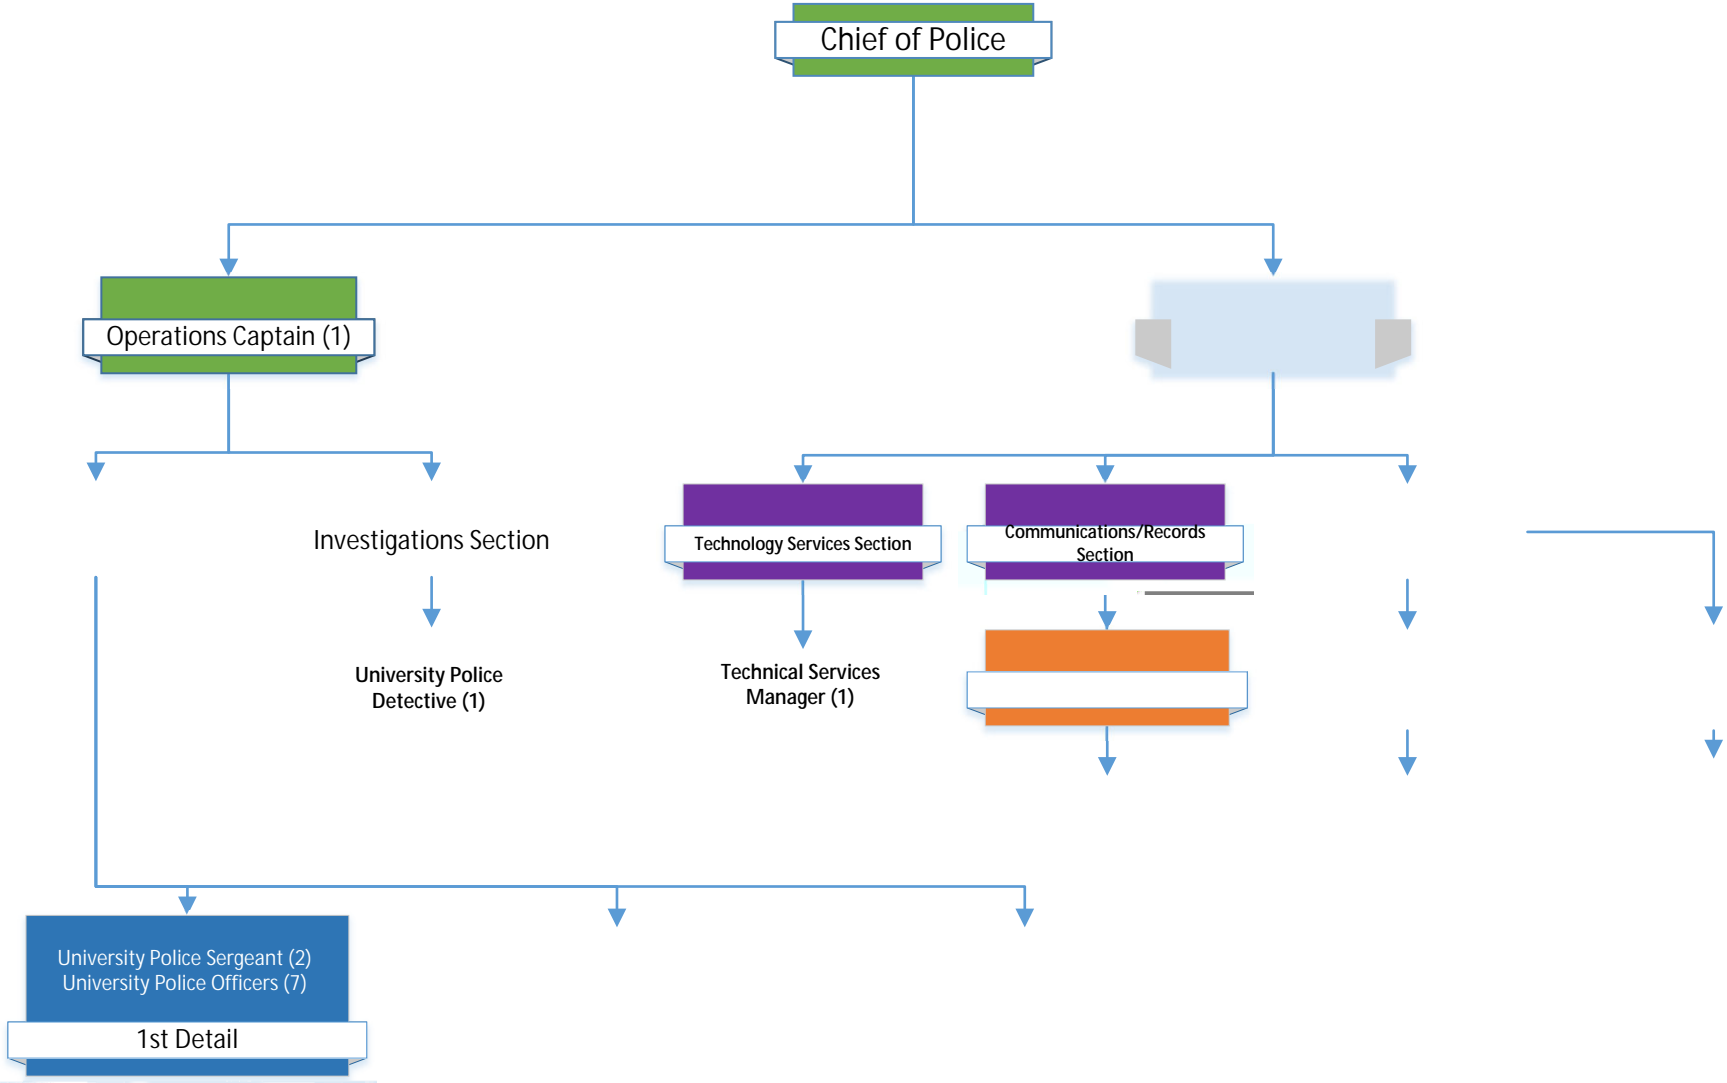 Chief of Police
Operations Captain (1)
Investigations Section
Technology Services Section
Communications/Records
Section
University Police
Detective (1)
Technical Services
Manager (1)
University Police Sergeant (2)
University Police Officers (7)
1st Detail